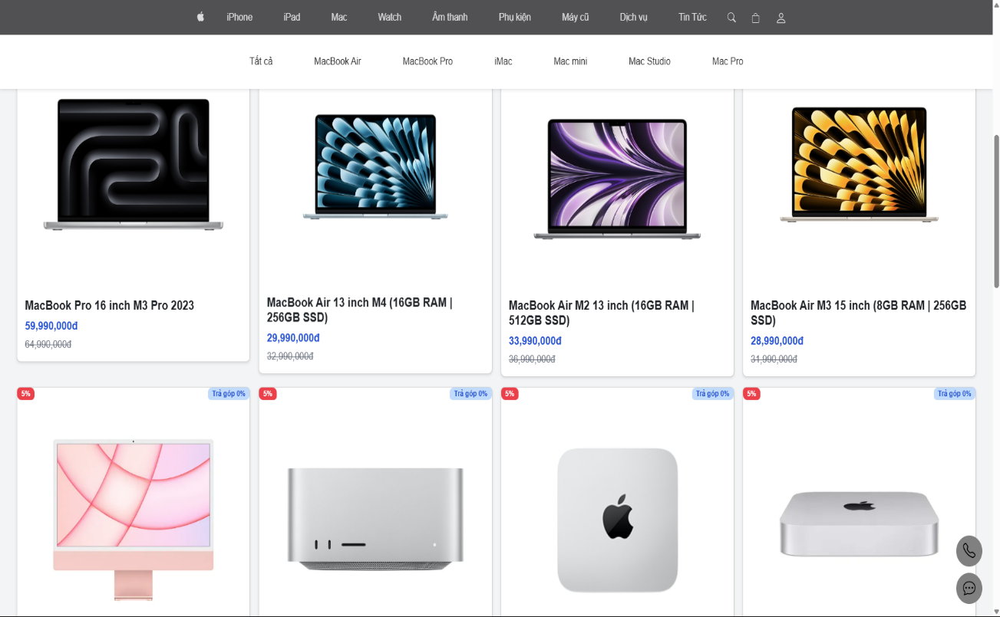 iPhone iPad Mac Watch Âm thanh Phụ kiện Máy cũ Dịch vụ Tin Tức
Tất cả MacBook Air MacBook Pro iMac Mac mini Mac Studio Mac Pro
MacBook Pro 16 inch M3 Pro 2023
59,990,000đ
64,990,000đ
MacBook Air 13 inch M4 (16GB RAM |
256GB SSD)
29,990,000đ
32,990,000đ
MacBook Air M2 13 inch (16GB RAM |
512GB SSD)
33,990,000đ
36,990,000đ
MacBook Air M3 15 inch (8GB RAM | 256GB
SSD)
28,990,000đ
31,990,000đ
5% Trả góp 0%
5% Trả góp 0%
5% Trả góp 0%
5% Trả góp 0%